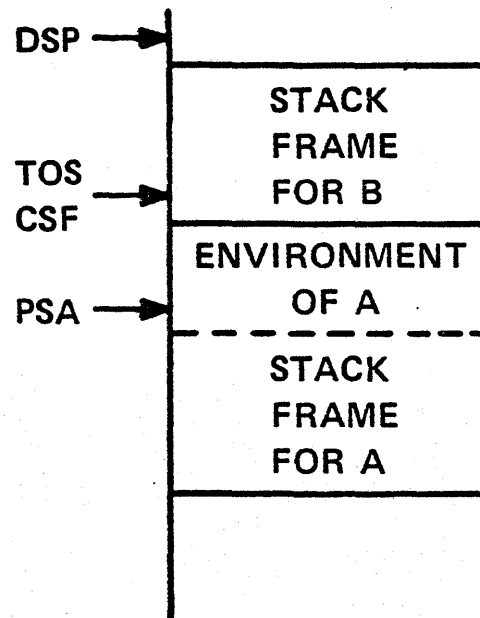 DSP
STACK
FRAME
FOR B
TOS
CSF
ENVIRONMENT
OF A
PSA
STACK
FRAME
FOR A